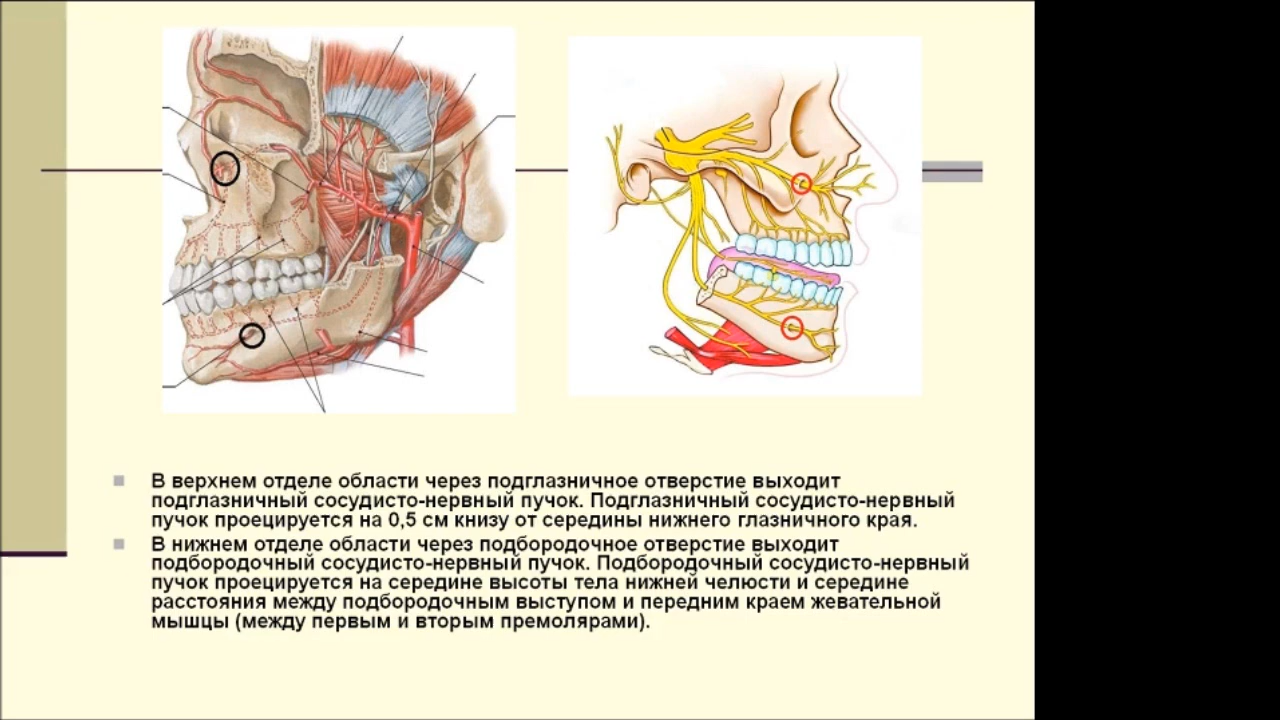 В верхнем отделе области через подглазничное отверстие выходит
подглазничный сосудисто-нервный пучок. Подглазничный сосудисто-нервный
пучок проецируется на 0,5 см книзу от середины нижнего глазничного края.
В нижнем отделе области через подбородочное отверстие выходит
подбородочный сосудисто-нервный пучок. Подбородочный сосудисто-нервный
пучок проецируется на середине высоты тела нижней челюсти и середине
расстояния между подбородочным выступом и передним краем жевательной
мышцы (между первым и вторым премолярами).